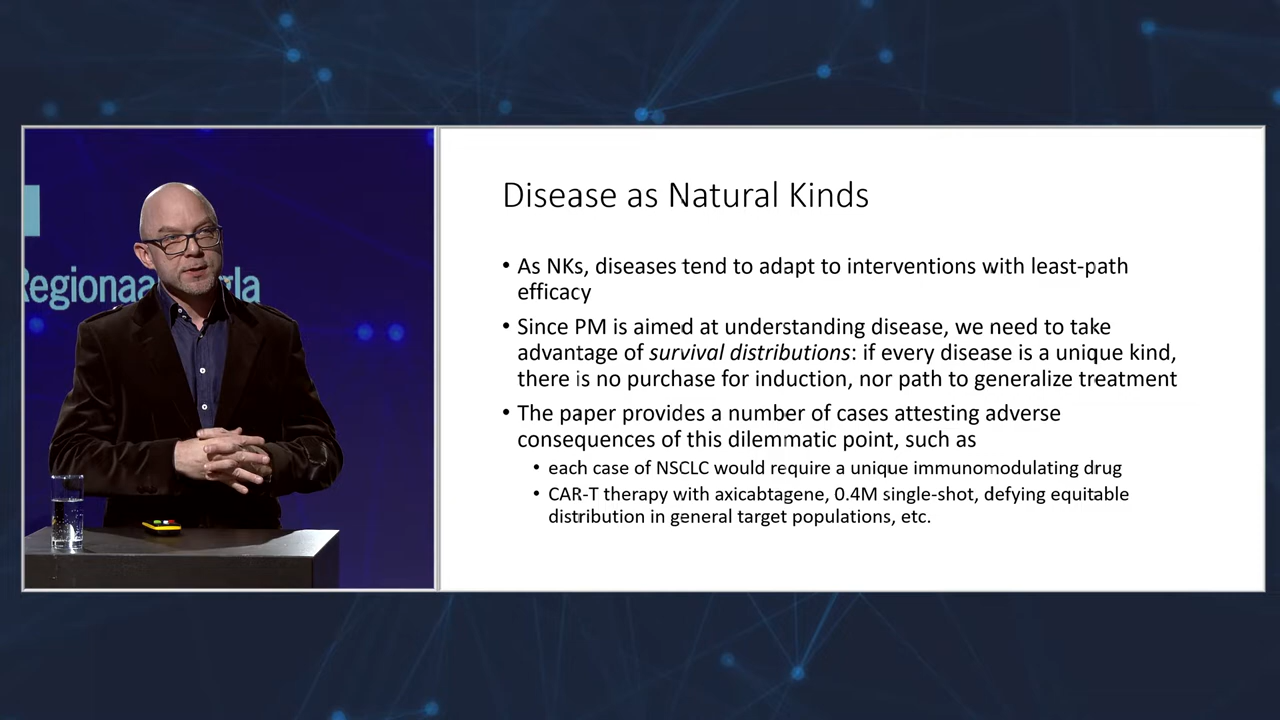 Disease as Natural Kinds
• As NKs, diseases tend to adapt to interventions with least-path
efficacy
• Since PM is aimed at understanding disease, we need to take
advantage of survival distributions: if every disease is a unique kind,
there is no purchase for induction, nor path to generalize treatment
• The paper provides a number of cases attesting adverse
consequences of this dilemmatic point, such as
• each case of NSCLC would require a unique immunomodulating drug
• CAR-T therapy with axicabtagene, 0.4M single-shot, defying equitable
distribution in general target populations, etc.